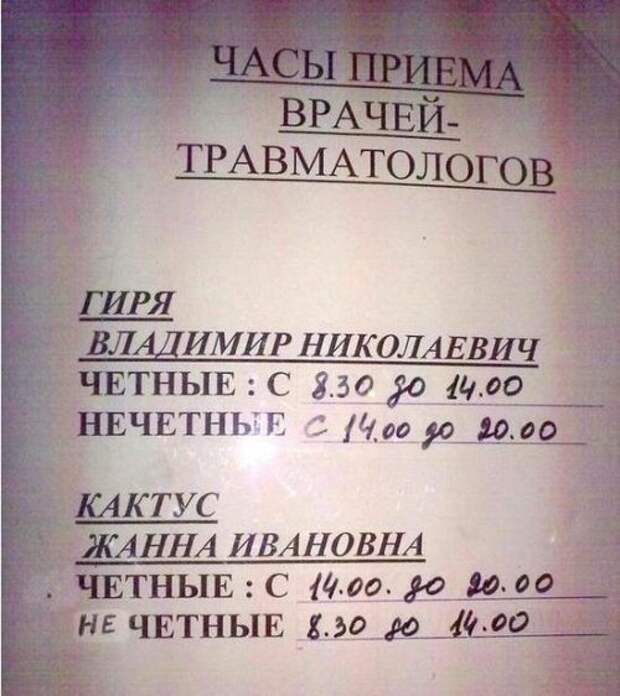 ЧАСЫ ПРИЕМА
ВРАЧЕЙ-
ТРАВМАТОЛОГОВ
ГИРЯ
ВЛАДИМИР НИКОЛАЕВИЧ
ЧЕТНЫЕ : С 8.30 до 14.00
НЕЧЕТНЫЕ С 14.00 до 20.00
КАКТУС
ЖАННА ИВАНОВНА
ЧЕТНЫЕ : С 14.00. до 20.00
НЕ ЧЕТНЫЕ 8.30 до 14.00